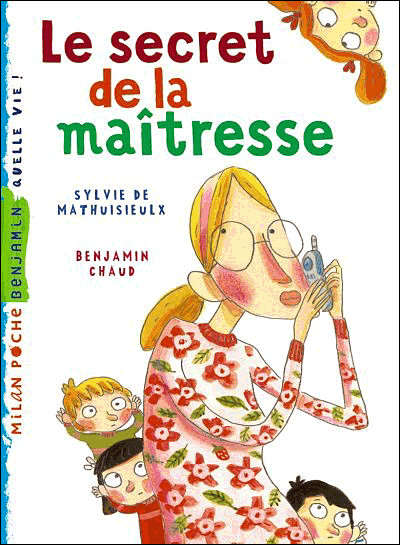 Le secret
de la
maîtresse
SYLVIE DE
MATHUISIEULX
BENJAMIN
CHAUD
MILAN POCHE BENJAMIN QUELLE VIE !